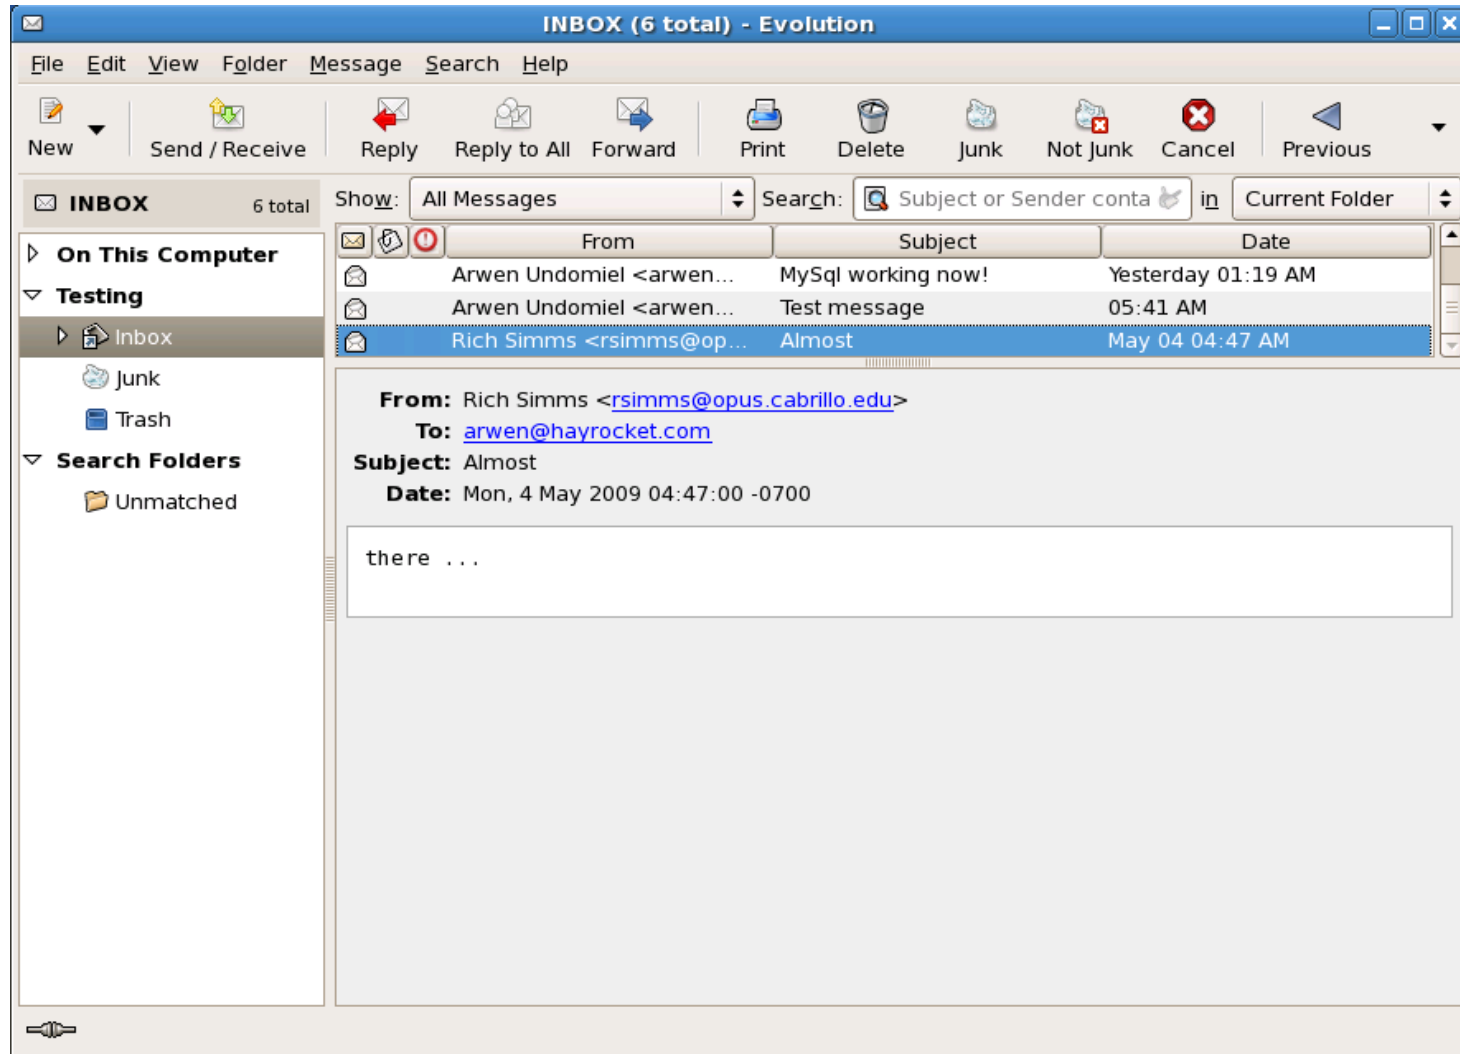 INBOX (6 total) - Evolution
File Edit View Folder Message Search Help
New Send / Receive Reply Reply to All Forward Print Delete Junk Not Junk Cancel Previous
INBOX 6 total
Show: All Messages Search: Subject or Sender conta in Current Folder
On This Computer
Testing
Inbox
Junk
Trash
Search Folders
Unmatched
From Subject Date
Arwen Undomiel <arwen... MySql working now! Yesterday 01:19 AM
Arwen Undomiel <arwen... Test message 05:41 AM
Rich Simms <rsimms@op... Almost May 04 04:47 AM
From: Rich Simms <rsimms@opus.cabrillo.edu>
To: arwen@hayrocket.com
Subject: Almost
Date: Mon, 4 May 2009 04:47:00 -0700
there ...